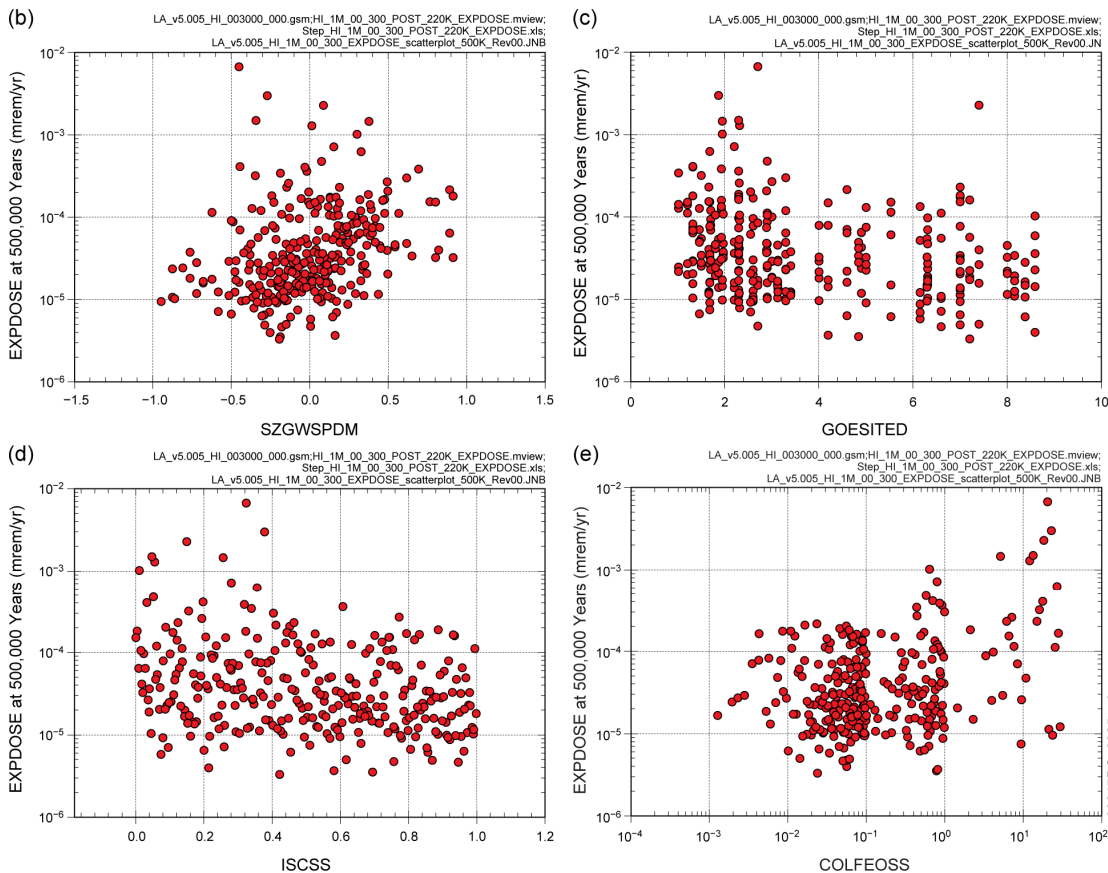 (b)
LA_v5.005_HI_003000_000.gsm;HI_1M_00_300_POST_220K_EXPDOSE.mview;
Step_HI_1M_00_300_POST_220K_EXPDOSE.xls;
LA_v5.005_HI_1M_00_300_EXPDOSE_scatterplot_500K_Rev00.JNB
EXPDOSE at 500,000 Years (mrem/yr)
10⁻²
10⁻³
10⁻⁴
10⁻⁵
10⁻⁶
−1.5 −1.0 −0.5 0.0 0.5 1.0 1.5
SZGWSPDM
(c)
LA_v5.005_HI_003000_000.gsm;HI_1M_00_300_POST_220K_EXPDOSE.mview;
Step_HI_1M_00_300_POST_220K_EXPDOSE.xls;
LA_v5.005_HI_1M_00_300_EXPDOSE_scatterplot_500K_Rev00.JN
EXPDOSE at 500,000 Years (mrem/yr)
10⁻²
10⁻³
10⁻⁴
10⁻⁵
10⁻⁶
0 2 4 6 8 10
GOESITED
(d)
LA_v5.005_HI_003000_000.gsm;HI_1M_00_300_POST_220K_EXPDOSE.mview;
Step_HI_1M_00_300_POST_220K_EXPDOSE.xls;
LA_v5.005_HI_1M_00_300_EXPDOSE_scatterplot_500K_Rev00.JNB
EXPDOSE at 500,000 Years (mrem/yr)
10⁻²
10⁻³
10⁻⁴
10⁻⁵
10⁻⁶
0.0 0.2 0.4 0.6 0.8 1.0 1.2
ISCSS
(e)
LA_v5.005_HI_003000_000.gsm;HI_1M_00_300_POST_220K_EXPDOSE.mview;
Step_HI_1M_00_300_POST_220K_EXPDOSE.xls;
LA_v5.005_HI_1M_00_300_EXPDOSE_scatterplot_500K_Rev00.JNB
EXPDOSE at 500,000 Years (mrem/yr)
10⁻²
10⁻³
10⁻⁴
10⁻⁵
10⁻⁶
10⁻⁴ 10⁻³ 10⁻² 10⁻¹ 10⁰ 10¹ 10²
COLFEOSS